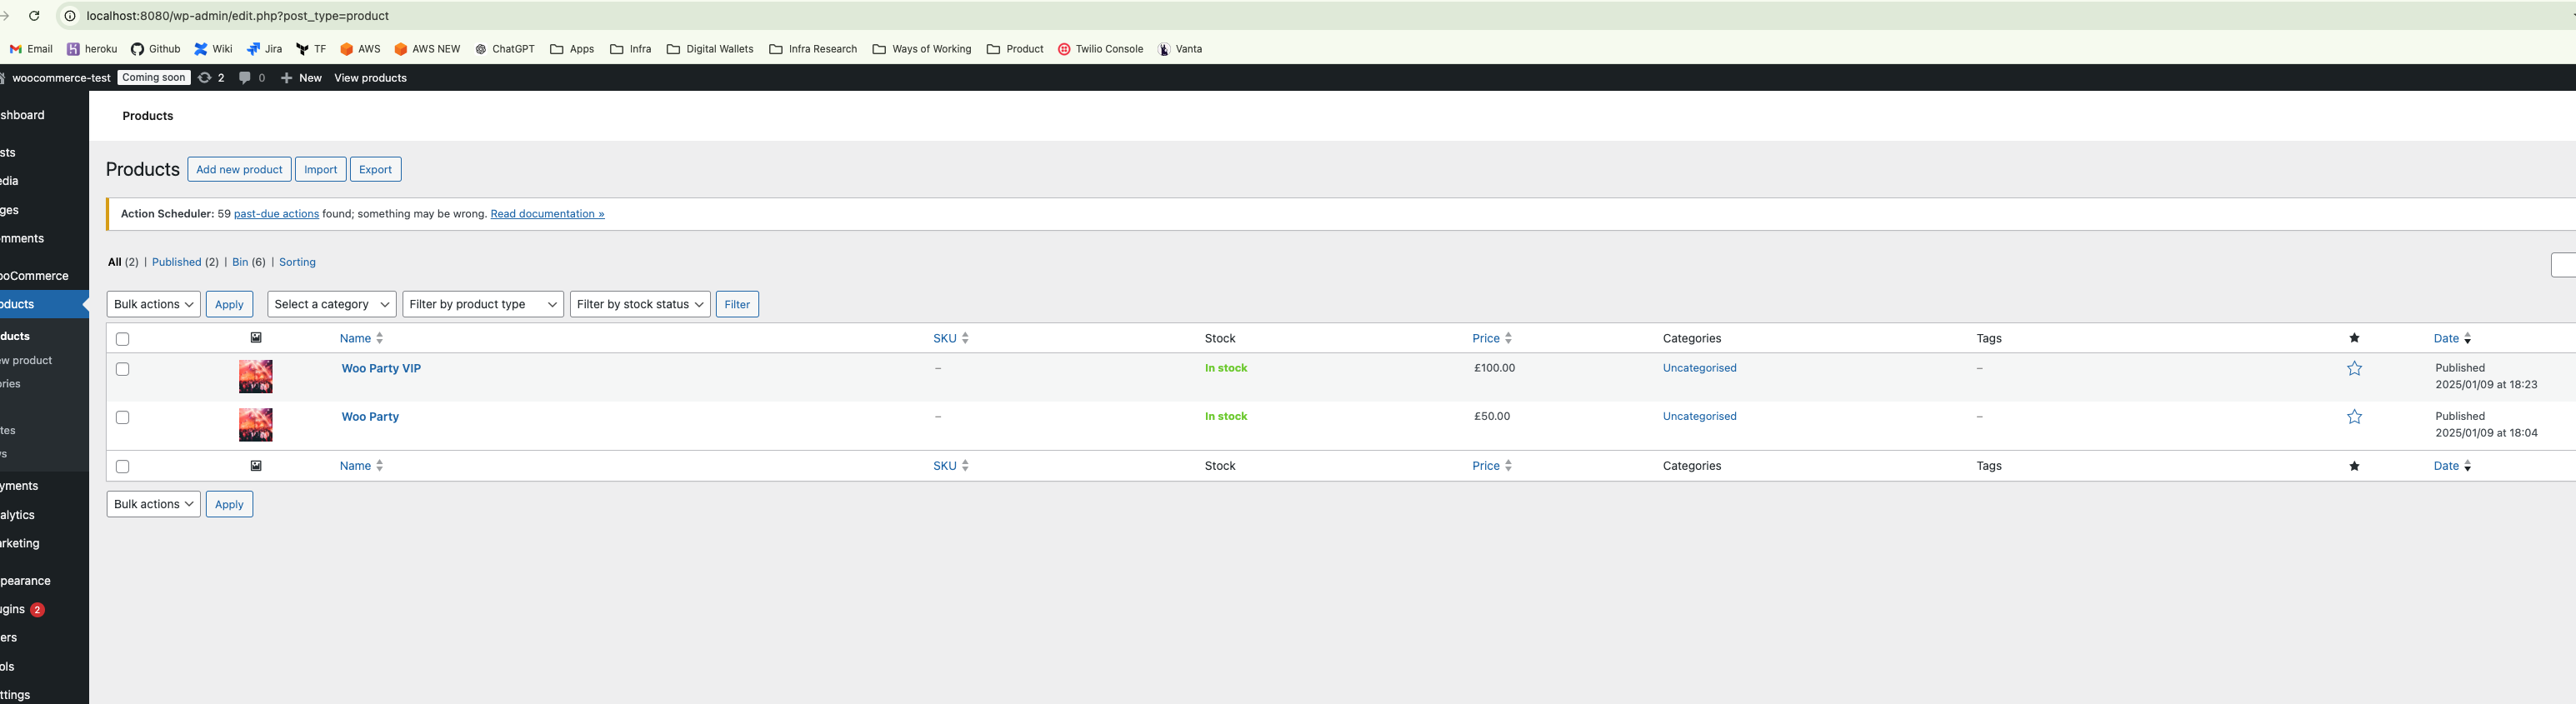 localhost:8080/wp-admin/edit.php?post_type=product
Email heroku Github Wiki Jira TF AWS AWS NEW ChatGPT Apps Infra Digital Wallets Infra Research Ways of Working Product Twilio Console Vanta
woocommerce-test Coming soon 2 0 New View products
shboard
Products
sts
Products Add new product Import Export
edia
ges
Action Scheduler: 59 past-due actions found; something may be wrong. Read documentation »
mments
All (2) | Published (2) | Bin (6) | Sorting
ooCommerce
oducts
Bulk actions Apply Select a category Filter by product type Filter by stock status Filter
ducts
Name SKU Stock Price Categories Tags Date
ew product
Woo Party VIP – In stock £100.00 Uncategorised – Published
2025/01/09 at 18:23
ories
Woo Party – In stock £50.00 Uncategorised – Published
2025/01/09 at 18:04
tes
s
Name SKU Stock Price Categories Tags Date
yments
Bulk actions Apply
alytics
arketing
pearance
ugins 2
ers
ols
ttings